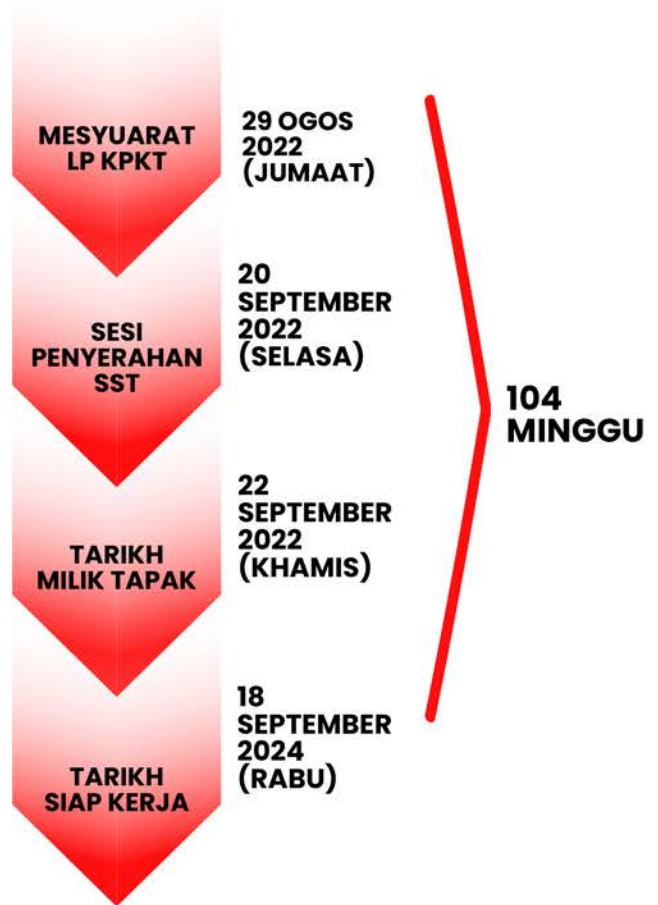 MESYUARAT
LP KPKT
29 OGOS
2022
(JUMAAT)
SESI
PENYERAHAN
SST
20
SEPTEMBER
2022
(SELASA)
TARIKH
MILIK TAPAK
22
SEPTEMBER
2022
(KHAMIS)
TARIKH
SIAP KERJA
18
SEPTEMBER
2024
(RABU)
104
MINGGU